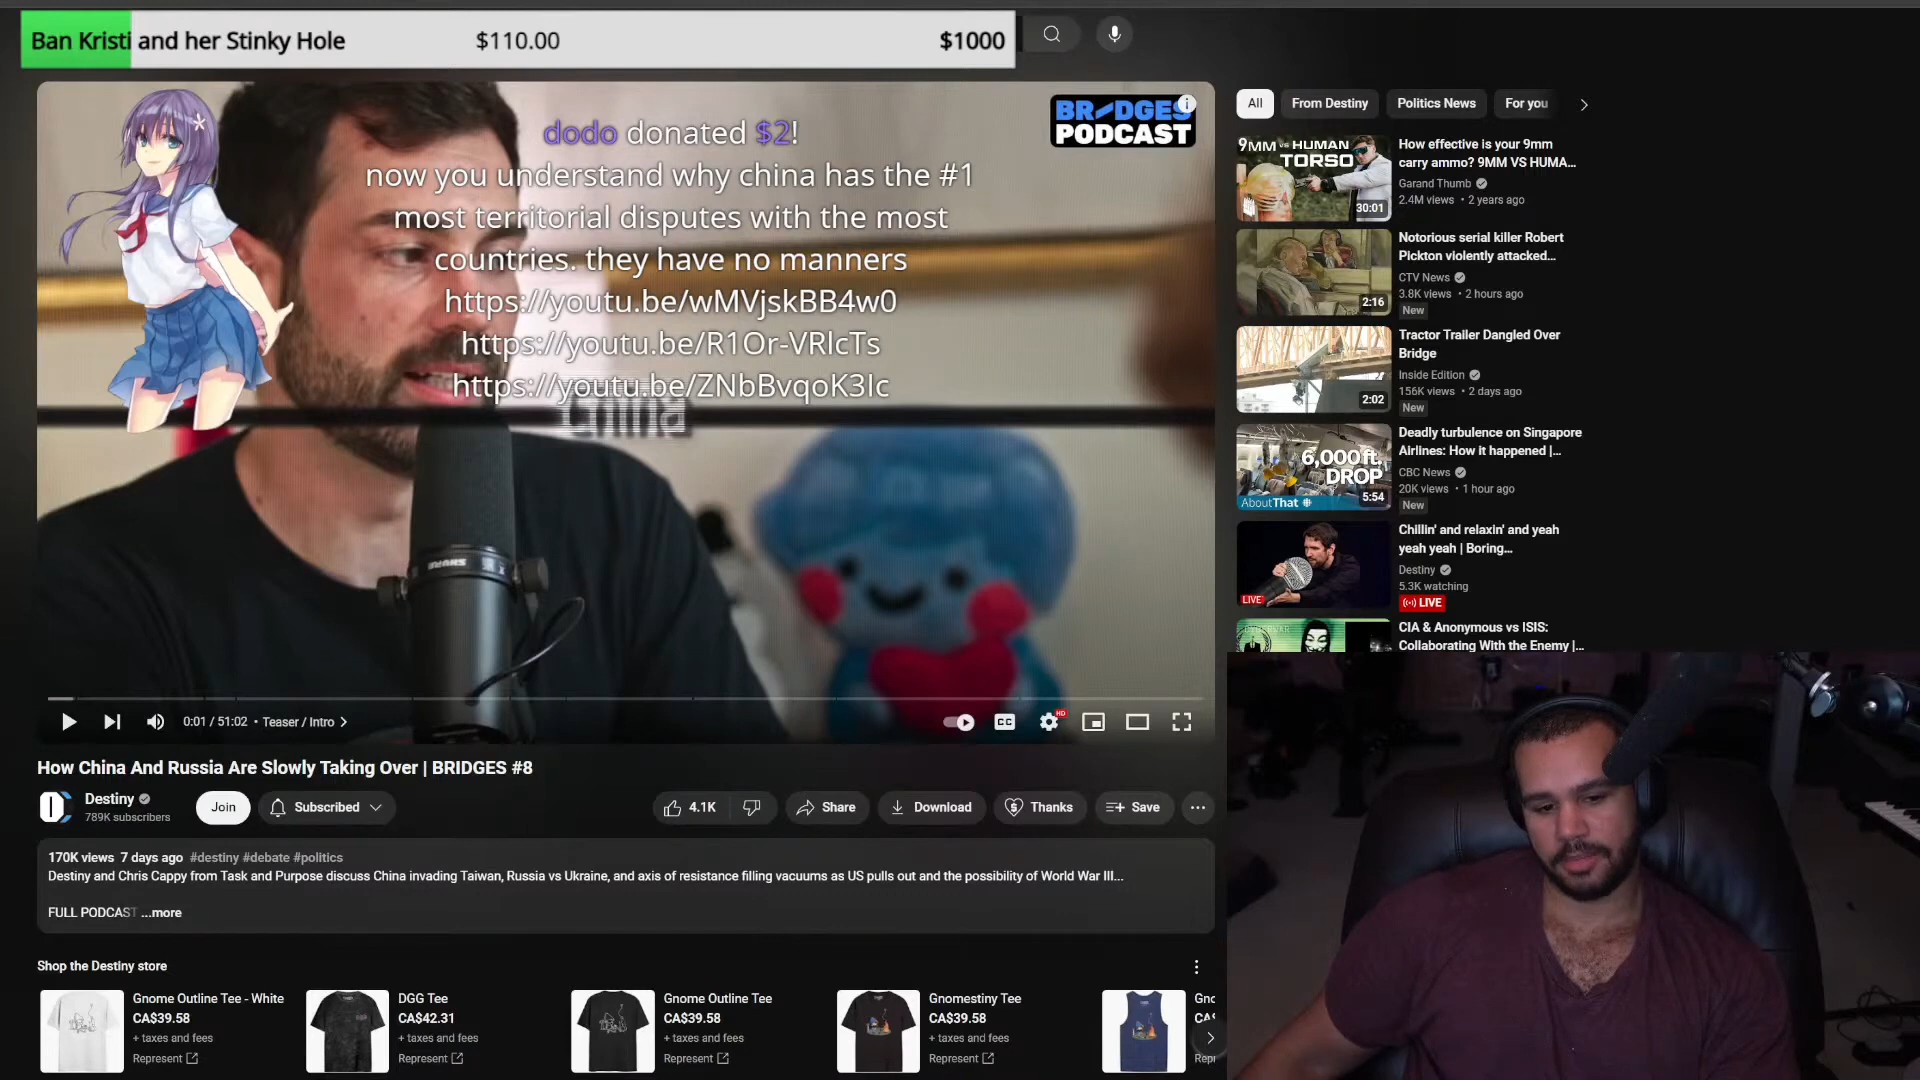 Ban Kristi and her Stinky Hole $110.00 $1000
dodo donated $2!
now you understand why china has the #1
most territorial disputes with the most
countries. they have no manners
https://youtu.be/wMVjskBB4w0
https://youtu.be/R1Or-VRlcTs
https://youtu.be/ZNbBvqoK3Ic
China
BRIDGES
PODCAST
SHURE
0:01 / 51:02 • Teaser / Intro
CC
HD
How China And Russia Are Slowly Taking Over | BRIDGES #8
Destiny
789K subscribers
Join
Subscribed
4.1K
Share
Download
Thanks
Save
170K views 7 days ago #destiny #debate #politics
Destiny and Chris Cappy from Task and Purpose discuss China invading Taiwan, Russia vs Ukraine, and axis of resistance filling vacuums as US pulls out and the possibility of World War III...
FULL PODCAST ...more
Shop the Destiny store
Gnome Outline Tee - White
CA$39.58
+ taxes and fees
Represent
DGG Tee
CA$42.31
+ taxes and fees
Represent
Gnome Outline Tee
CA$39.58
+ taxes and fees
Represent
Gnomestiny Tee
CA$39.58
+ taxes and fees
Represent
Gnc
CA$
+ ta
Repr
All
From Destiny
Politics News
For you
9MM VS HUMAN
TORSO
30:01
How effective is your 9mm
carry ammo? 9MM VS HUMA...
Garand Thumb
2.4M views • 2 years ago
2:16
Notorious serial killer Robert
Pickton violently attacked...
CTV News
3.8K views • 2 hours ago
New
2:02
Tractor Trailer Dangled Over
Bridge
Inside Edition
156K views • 2 days ago
New
6,000 ft.
DROP
About That
5:54
Deadly turbulence on Singapore
Airlines: How it happened |...
CBC News
20K views • 1 hour ago
New
LIVE
Chillin' and relaxin' and yeah
yeah yeah | Boring...
Destiny
5.3K watching
LIVE
CIA & Anonymous vs ISIS:
Collaborating With the Enemy |...